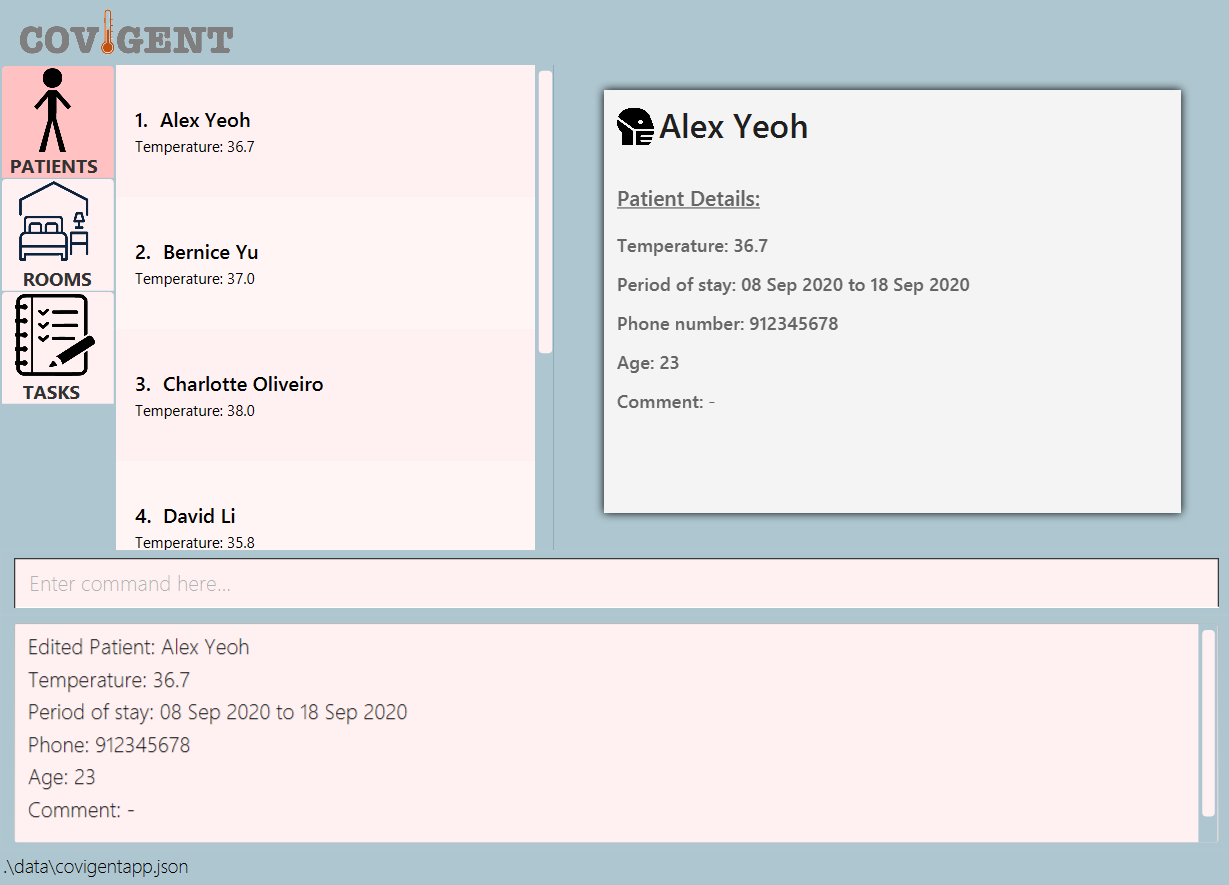 COVIGENT
PATIENTS
ROOMS
TASKS
1. Alex Yeoh
Temperature: 36.7
2. Bernice Yu
Temperature: 37.0
3. Charlotte Oliveiro
Temperature: 38.0
4. David Li
Temperature: 35.8
Alex Yeoh
Patient Details:
Temperature: 36.7
Period of stay: 08 Sep 2020 to 18 Sep 2020
Phone number: 912345678
Age: 23
Comment: -
Enter command here...
Edited Patient: Alex Yeoh
Temperature: 36.7
Period of stay: 08 Sep 2020 to 18 Sep 2020
Phone: 912345678
Age: 23
Comment: -
.\data\covigentapp.json